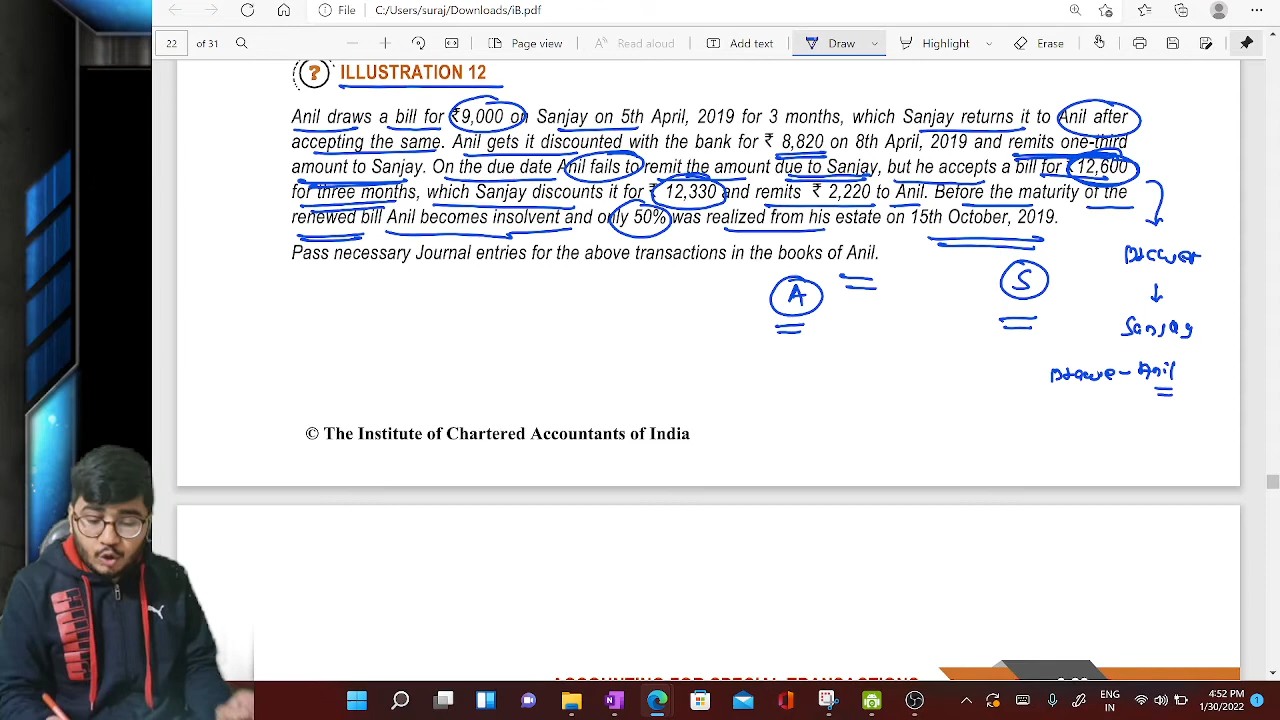 File
C:/Users/suraj/.../iB.pdf
22 of 31
Page view
Read aloud
Add text
Draw
Highlight
Erase
? ILLUSTRATION 12
Anil draws a bill for ₹9,000 on Sanjay on 5th April, 2019 for 3 months, which Sanjay returns it to Anil after
accepting the same. Anil gets it discounted with the bank for ₹ 8,820 on 8th April, 2019 and remits one-third
amount to Sanjay. On the due date Anil fails to remit the amount due to Sanjay, but he accepts a bill for ₹12,600
for three months, which Sanjay discounts it for ₹ 12,330 and remits ₹ 2,220 to Anil. Before the maturity of the
renewed bill Anil becomes insolvent and only 50% was realized from his estate on 15th October, 2019.
Pass necessary Journal entries for the above transactions in the books of Anil.
A
S
Sanjay
Anil
© The Institute of Chartered Accountants of India
ACCOUNTING FOR SPECIAL TRANSACTIONS
ENG
IN
4:52 PM
1/30/2022
1